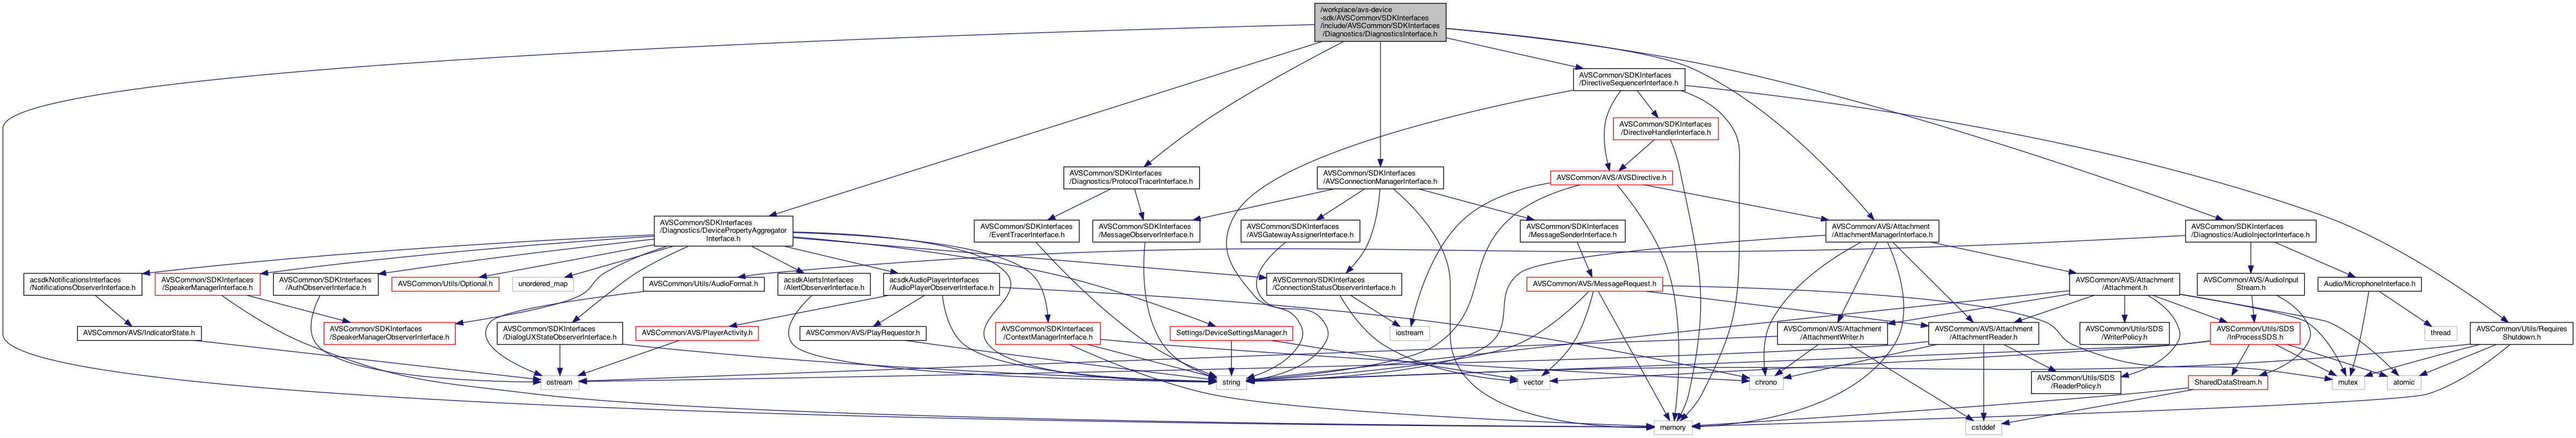 /workplace/avs-device
-sdk/AVSCommon/SDKInterfaces
/include/AVSCommon/SDKInterfaces
/Diagnostics/DiagnosticsInterface.h
AVSCommon/SDKInterfaces
/DirectiveSequencerInterface.h
AVSCommon/SDKInterfaces
/DirectiveHandlerInterface.h
AVSCommon/SDKInterfaces
/Diagnostics/ProtocolTracerInterface.h
AVSCommon/SDKInterfaces
/AVSConnectionManagerInterface.h
AVSCommon/AVS/AVSDirective.h
AVSCommon/SDKInterfaces
/Diagnostics/DevicePropertyAggregator
Interface.h
AVSCommon/SDKInterfaces
/EventTracerInterface.h
AVSCommon/SDKInterfaces
/MessageObserverInterface.h
AVSCommon/SDKInterfaces
/AVSGatewayAssignerInterface.h
AVSCommon/SDKInterfaces
/MessageSenderInterface.h
AVSCommon/AVS/Attachment
/AttachmentManagerInterface.h
AVSCommon/SDKInterfaces
/Diagnostics/AudioInjectorInterface.h
acsdkNotificationsInterfaces
/NotificationsObserverInterface.h
AVSCommon/SDKInterfaces
/SpeakerManagerInterface.h
AVSCommon/SDKInterfaces
/AuthObserverInterface.h
AVSCommon/Utils/Optional.h
unordered_map
AVSCommon/Utils/AudioFormat.h
acsdkAlertsInterfaces
/AlertObserverInterface.h
acsdkAudioPlayerInterfaces
/AudioPlayerObserverInterface.h
AVSCommon/SDKInterfaces
/ConnectionStatusObserverInterface.h
AVSCommon/AVS/MessageRequest.h
AVSCommon/AVS/Attachment
/Attachment.h
AVSCommon/AVS/AudioInput
Stream.h
Audio/MicrophoneInterface.h
AVSCommon/AVS/IndicatorState.h
AVSCommon/SDKInterfaces
/SpeakerManagerObserverInterface.h
AVSCommon/SDKInterfaces
/DialogUXStateObserverInterface.h
AVSCommon/AVS/PlayerActivity.h
AVSCommon/AVS/PlayRequestor.h
AVSCommon/SDKInterfaces
/ContextManagerInterface.h
Settings/DeviceSettingsManager.h
iostream
AVSCommon/AVS/Attachment
/AttachmentWriter.h
AVSCommon/AVS/Attachment
/AttachmentReader.h
AVSCommon/Utils/SDS
/WriterPolicy.h
AVSCommon/Utils/SDS
/InProcessSDS.h
thread
AVSCommon/Utils/Requires
Shutdown.h
ostream
string
vector
chrono
AVSCommon/Utils/SDS
/ReaderPolicy.h
SharedDataStream.h
mutex
atomic
memory
cstddef